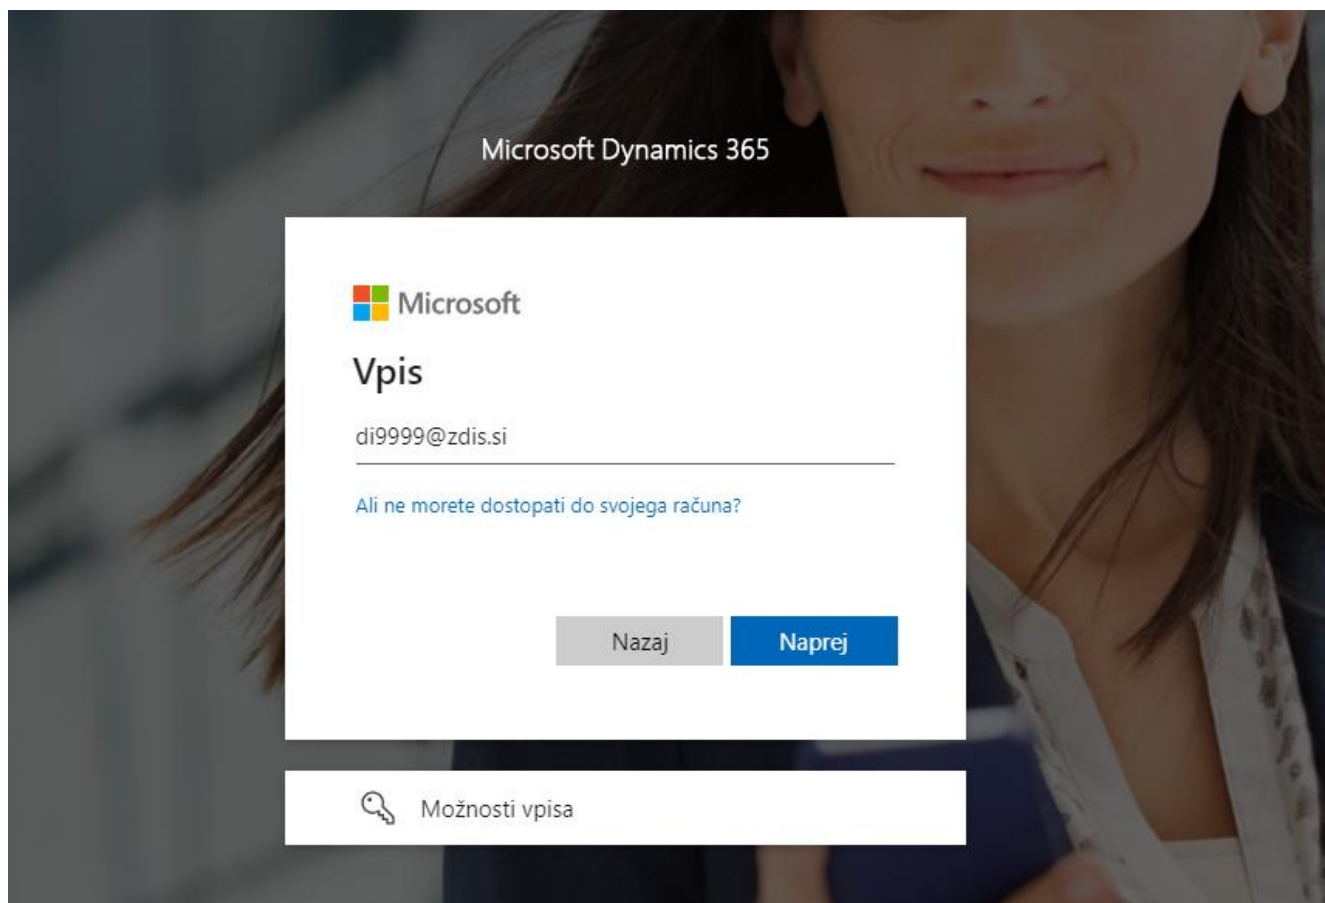 Microsoft Dynamics 365
Microsoft
Vpis
di9999@zdis.si
Ali ne morete dostopati do svojega računa?
Nazaj Naprej
Možnosti vpisa